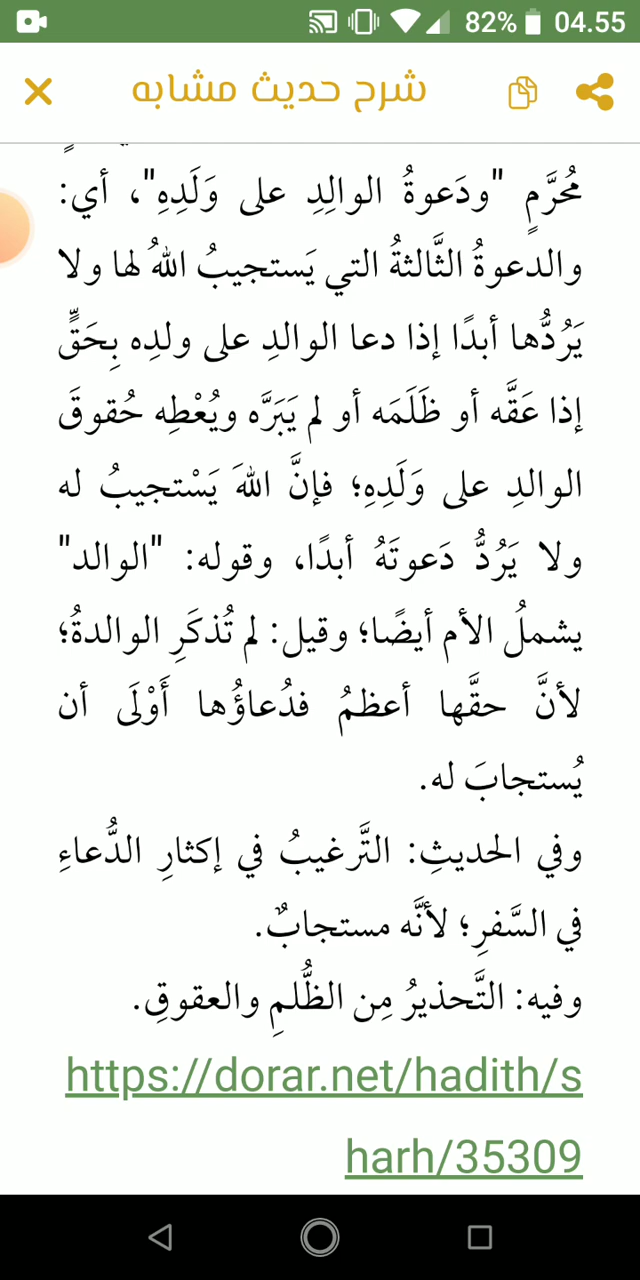 82% 04.55
شرح حديث مشابه
مُحرَّمٍ "ودَعوةُ الوالِدِ على وَلَدِهِ"، أي:
والدعوةُ الثَّالثةُ التي يَستجيبُ اللهُ لها ولا
يَرُدُّها أبدًا إذا دعا الوالدِ على ولدِه بِحَقٍّ
إذا عَقَّه أو ظَلَمَه أو لم يَبَرَّه ويُعْطِه حُقوقَ
الوالدِ على وَلَدِهِ؛ فإنَّ اللهَ يَسْتجيبُ له
ولا يَرُدُّ دَعوتَهُ أبدًا، وقوله: "الوالد"
يشملُ الأم أيضًا؛ وقيل: لم تُذكَرِ الوالدةُ؛
لأنَّ حقَّها أعظمُ فدُعاؤُها أَوْلَى أن
يُستجابَ له.
وفي الحديثِ: التَّرغيبُ في إكثارِ الدُّعاءِ
في السَّفرِ؛ لأنَّه مستجابٌ.
وفيه: التَّحذيرُ مِن الظُّلمِ والعقوقِ.
https://dorar.net/hadith/s
harh/35309